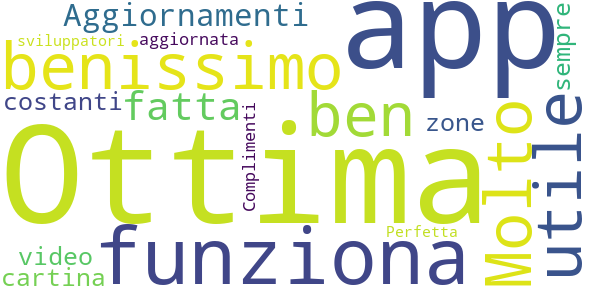 Aggiornamenti
app
sviluppatori
aggiornata
sempre
benissimo
costanti
fatta
ben
zone
Complimenti
Ottima
Molto
utile
funziona
Perfetta
video
cartina